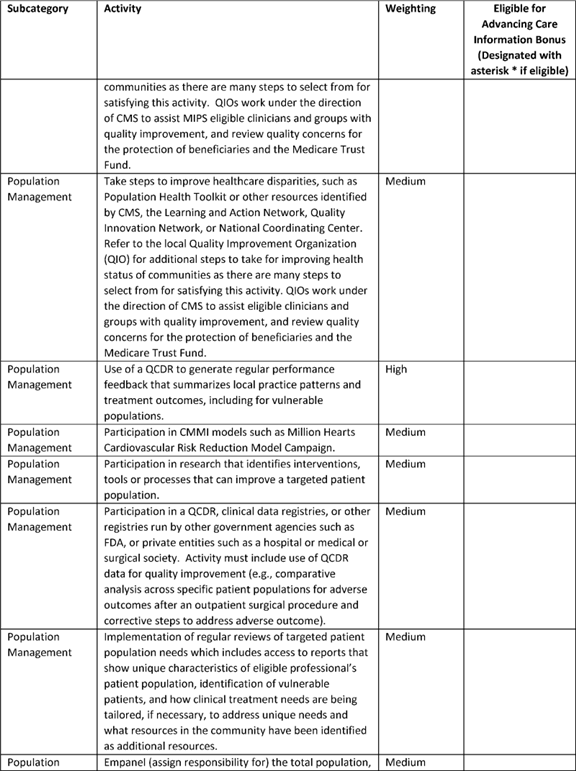 Subcategory
Activity
Weighting
Eligible for
Advancing Care
Information Bonus
(Designated with
asterisk * if eligible)
communities as there are many steps to select from for
satisfying this activity.  QIOs work under the direction
of CMS to assist MIPS eligible clinicians and groups with
quality improvement, and review quality concerns for
the protection of beneficiaries and the Medicare Trust
Fund.
Population
Management
Take steps to improve healthcare disparities, such as
Population Health Toolkit or other resources identified
by CMS, the Learning and Action Network, Quality
Innovation Network, or National Coordinating Center.
Refer to the local Quality Improvement Organization
(QIO) for additional steps to take for improving health
status of communities as there are many steps to
select from for satisfying this activity. QIOs work under
the direction of CMS to assist eligible clinicians and
groups with quality improvement, and review quality
concerns for the protection of beneficiaries and the
Medicare Trust Fund.
Medium
Population
Management
Use of a QCDR to generate regular performance
feedback that summarizes local practice patterns and
treatment outcomes, including for vulnerable
populations.
High
Population
Management
Participation in CMMI models such as Million Hearts
Cardiovascular Risk Reduction Model Campaign.
Medium
Population
Management
Participation in research that identifies interventions,
tools or processes that can improve a targeted patient
population.
Medium
Population
Management
Participation in a QCDR, clinical data registries, or other
registries run by other government agencies such as
FDA, or private entities such as a hospital or medical or
surgical society.  Activity must include use of QCDR
data for quality improvement (e.g., comparative
analysis across specific patient populations for adverse
outcomes after an outpatient surgical procedure and
corrective steps to address adverse outcome).
Medium
Population
Management
Implementation of regular reviews of targeted patient
population needs which includes access to reports that
show unique characteristics of eligible professional's
patient population, identification of vulnerable
patients, and how clinical treatment needs are being
tailored, if necessary, to address unique needs and
what resources in the community have been identified
as additional resources.
Medium
Population
Empanel (assign responsibility for) the total population,
Medium